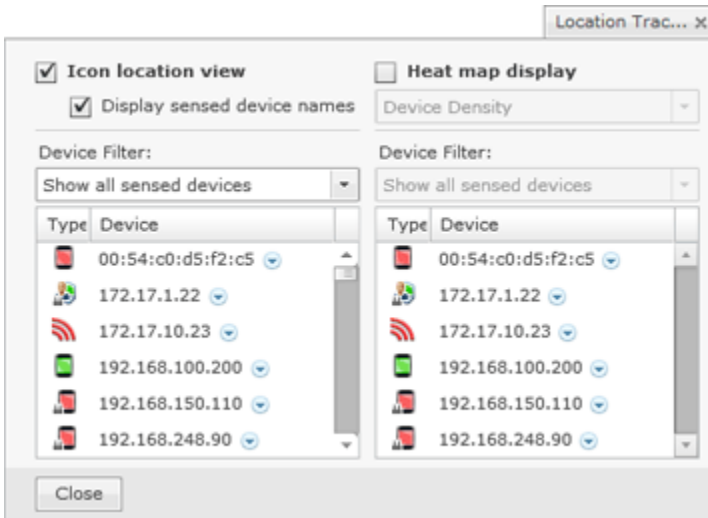 Location Trac... x
Icon location view
Display sensed device names
Device Filter:
Show all sensed devices
Type Device
00:54:c0:d5:f2:c5
172.17.1.22
172.17.10.23
192.168.100.200
192.168.150.110
192.168.248.90
Heat map display
Device Density
Device Filter:
Show all sensed devices
Type Device
00:54:c0:d5:f2:c5
172.17.1.22
172.17.10.23
192.168.100.200
192.168.150.110
192.168.248.90
Close